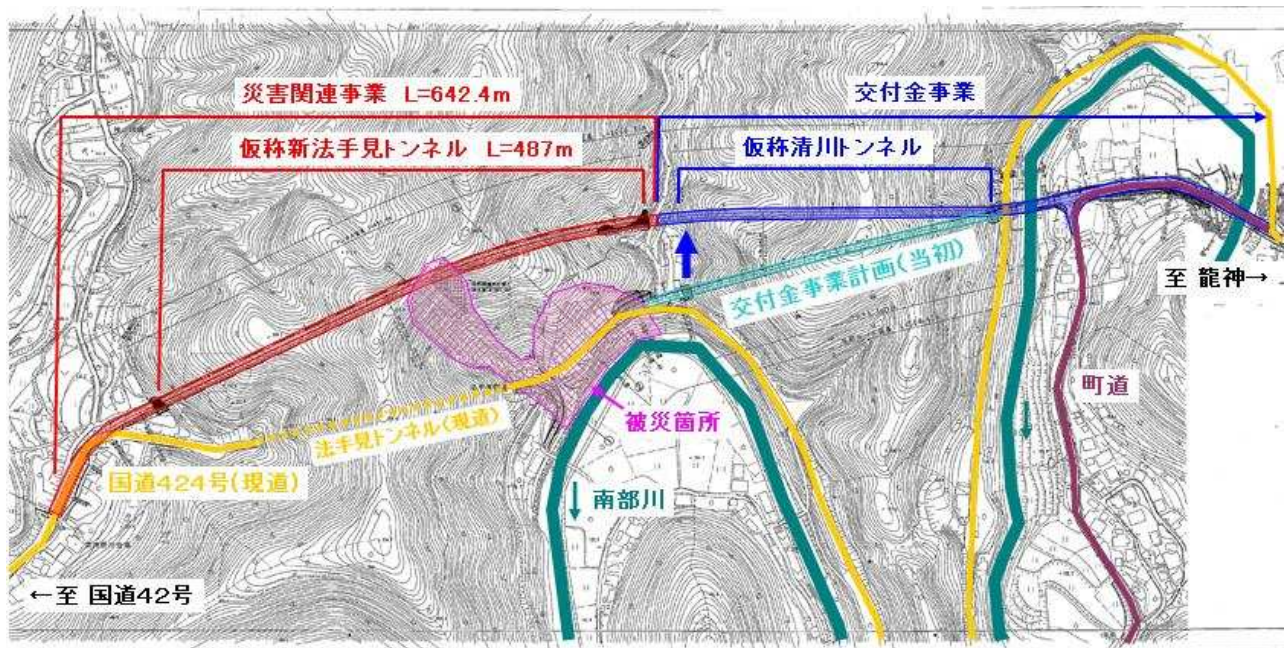 災害関連事業 L=642.4m
交付金事業
仮称新法手見トンネル L=487m
仮称清川トンネル
至 龍神→
交付金事業計画(当初)
町道
被災箇所
法手見トンネル(現道)
国道424号(現道)
南部川
←至 国道42号